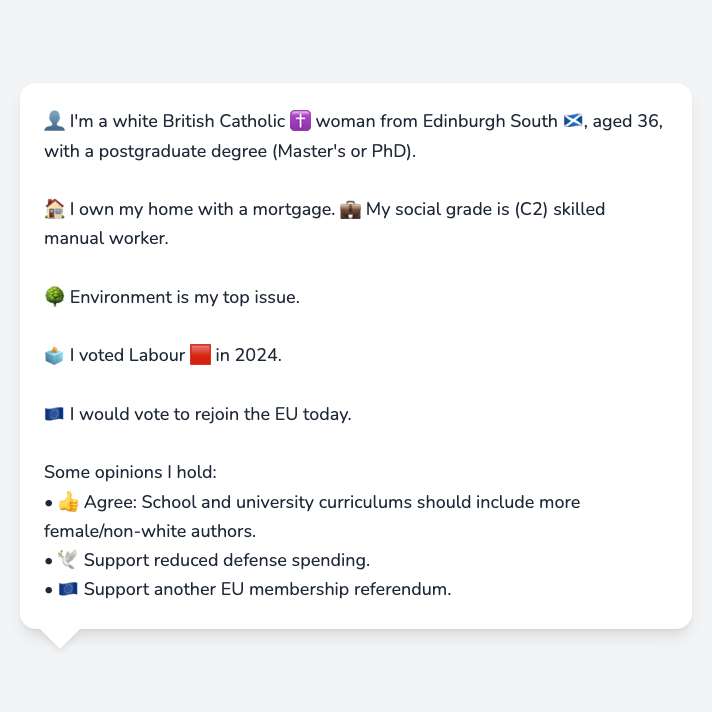 👤 I'm a white British Catholic ✝️ woman from Edinburgh South 🏴󠁧󠁢󠁳󠁣󠁴󠁿, aged 36,
with a postgraduate degree (Master's or PhD).
🏠 I own my home with a mortgage. 💼 My social grade is (C2) skilled
manual worker.
🌳 Environment is my top issue.
🗳️ I voted Labour 🟥 in 2024.
🇪🇺 I would vote to rejoin the EU today.
Some opinions I hold:
• 👍 Agree: School and university curriculums should include more
female/non-white authors.
• 🕊️ Support reduced defense spending.
• 🇪🇺 Support another EU membership referendum.